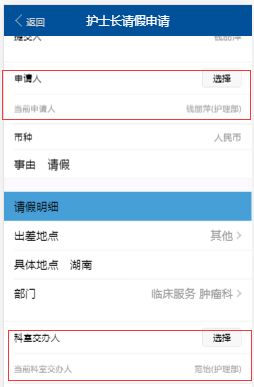 返回 护士长请假申请
提交人 钱丽萍
申请人 选择
当前申请人 钱丽萍(护理部)
币种 人民币
事由 请假
请假明细
出差地点 其他
具体地点 湖南
部门 临床服务 肿瘤科
科室交办人 选择
当前科室交办人 范怡(护理部)